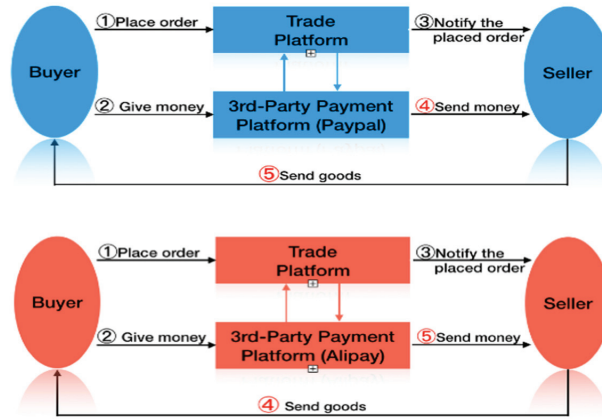 ①Place order
Trade
Platform
③Notify the
placed order
Buyer
Seller
② Give money
3rd-Party Payment
Platform (Paypal)
④Send money
⑤Send goods
①Place order
Trade
Platform
③Notify the
placed order
Buyer
Seller
② Give money
3rd-Party Payment
Platform (Alipay)
⑤Send money
④ Send goods